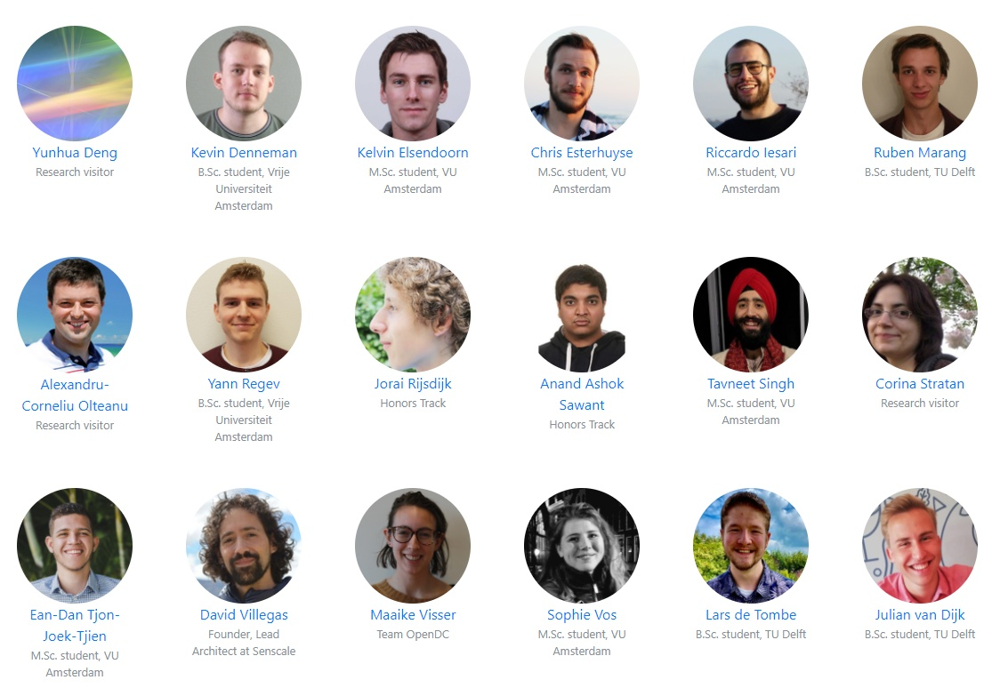 Yunhua Deng
Research visitor
Kevin Denneman
B.Sc. student, Vrije
Universiteit
Amsterdam
Kelvin Elsendoorn
M.Sc. student, VU
Amsterdam
Chris Esterhuyse
M.Sc. student, VU
Amsterdam
Riccardo Iesari
M.Sc. student, VU
Amsterdam
Ruben Marang
B.Sc. student, TU Delft
Alexandru-
Corneliu Olteanu
Research visitor
Yann Regev
B.Sc. student, Vrije
Universiteit
Amsterdam
Jorai Rijsdijk
Honors Track
Anand Ashok
Sawant
Honors Track
Tavneet Singh
M.Sc. student, VU
Amsterdam
Corina Stratan
Research visitor
Ean-Dan Tjon-
Joek-Tjien
M.Sc. student, VU
Amsterdam
David Villegas
Founder, Lead
Architect at Senscale
Maaike Visser
Team OpenDC
Sophie Vos
M.Sc. student, VU
Amsterdam
Lars de Tombe
B.Sc. student, TU Delft
Julian van Dijk
B.Sc. student, TU Delft